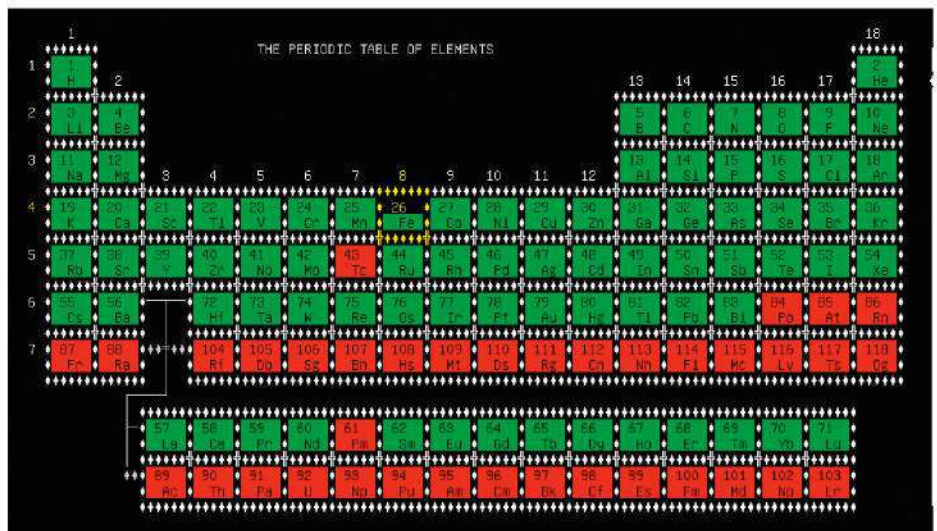 1 18
THE PERIODIC TABLE OF ELEMENTS
1 1 2
H He
2 13 14 15 16 17
2 3 4 5 6 7 8 9 10
Li Be B C N O F Ne
3 11 12 13 14 15 16 17 18
Na Mg Al Si P S Cl Ar
3 4 5 6 7 8 9 10 11 12
4 19 20 21 22 23 24 25 26 27 28 29 30 31 32 33 34 35 36
K Ca Sc Ti V Cr Mn Fe Co Ni Cu Zn Ga Ge As Se Br Kr
5 37 38 39 40 41 42 43 44 45 46 47 48 49 50 51 52 53 54
Rb Sr Y Zr Nb Mo Tc Ru Rh Pd Ag Cd In Sn Sb Te I Xe
6 55 56 72 73 74 75 76 77 78 79 80 81 82 83 84 85 86
Cs Ba Hf Ta W Re Os Ir Pt Au Hg Tl Pb Bi Po At Rn
7 87 88 104 105 106 107 108 109 110 111 112 113 114 115 116 117 118
Fr Ra Rf Db Sg Bh Hs Mt Ds Rg Cn Nh Fl Mc Lv Ts Og
57 58 59 60 61 62 63 64 65 66 67 68 69 70 71
La Ce Pr Nd Pm Sm Eu Gd Tb Dy Ho Er Tm Yb Lu
89 90 91 92 93 94 95 96 97 98 99 100 101 102 103
Ac Th Pa U Np Pu Am Cm Bk Cf Es Fm Md No Lr